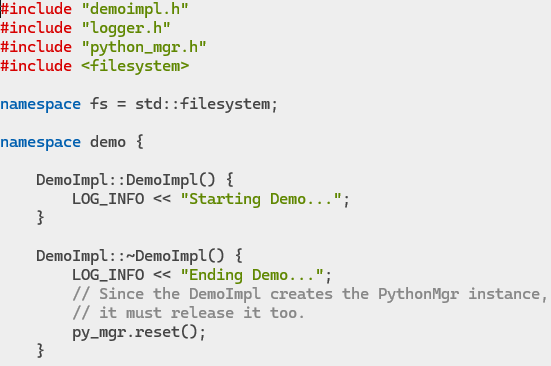 #include "demoimpl.h"
#include "logger.h"
#include "python_mgr.h"
#include <filesystem>
namespace fs = std::filesystem;
namespace demo {
DemoImpl::DemoImpl() {
LOG_INFO << "Starting Demo...";
}
DemoImpl::~DemoImpl() {
LOG_INFO << "Ending Demo...";
// Since the DemoImpl creates the PythonMgr instance,
// it must release it too.
py_mgr.reset();
}